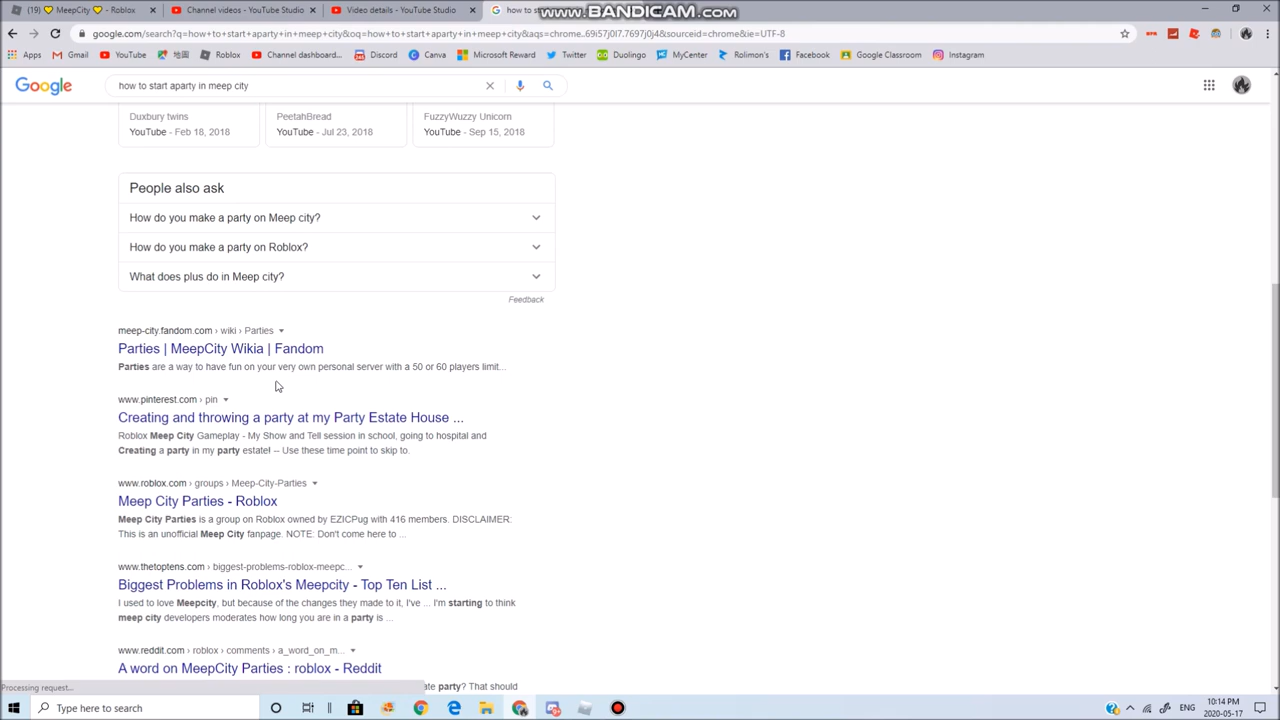 (19) 💛 MeepCity 💛 - Roblox
Channel videos - YouTube Studio
Video details - YouTube Studio
how to st
www.BANDICAM.com
google.com/search?q=how+to+start+aparty+in+meep+city&oq=how+to+start+aparty+in+meep+city&aqs=chrome..69i57j0l7.7697j0j4&sourceid=chrome&ie=UTF-8
Apps Gmail YouTube 地圖 Roblox Channel dashboard... Discord Canva Microsoft Reward Twitter Duolingo MyCenter Rolimon's Facebook Google Classroom Instagram
Google how to start aparty in meep city
Duxbury twins
YouTube - Feb 18, 2018
PeetahBread
YouTube - Jul 23, 2018
FuzzyWuzzy Unicorn
YouTube - Sep 15, 2018
People also ask
How do you make a party on Meep city?
How do you make a party on Roblox?
What does plus do in Meep city?
Feedback
meep-city.fandom.com › wiki › Parties
Parties | MeepCity Wikia | Fandom
Parties are a way to have fun on your very own personal server with a 50 or 60 players limit...
www.pinterest.com › pin
Creating and throwing a party at my Party Estate House ...
Roblox Meep City Gameplay - My Show and Tell session in school, going to hospital and
Creating a party in my party estate! -- Use these time point to skip to.
www.roblox.com › groups › Meep-City-Parties
Meep City Parties - Roblox
Meep City Parties is a group on Roblox owned by EZICPug with 416 members. DISCLAIMER:
This is an unofficial Meep City fanpage. NOTE: Don't come here to ...
www.thetoptens.com › biggest-problems-roblox-meepc...
Biggest Problems in Roblox's Meepcity - Top Ten List ...
I used to love Meepcity, but because of the changes they made to it, I've ... I'm starting to think
meep city developers moderates how long you are in a party is ...
www.reddit.com › roblox › comments › a_word_on_m...
A word on MeepCity Parties : roblox - Reddit
ate party? That should
Processing request...
Type here to search
ENG
10:14 PM
2020-05-17